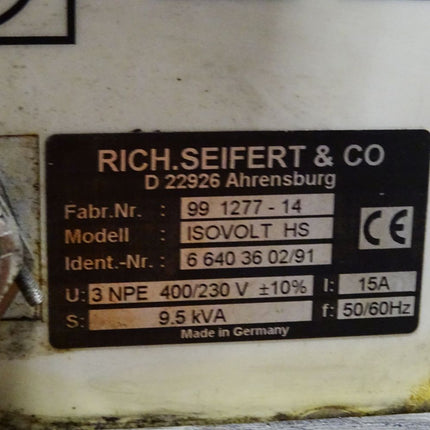 RICH.SEIFERT & CO
D 22926 Ahrensburg
Fabr.Nr. : 99 1277 - 14
Modell : ISOVOLT HS
Ident.-Nr. : 6 640 36 02/91
CE
U: 3 NPE 400/230 V ±10% I: 15A
S: 9.5 kVA f: 50/60Hz
Made in Germany